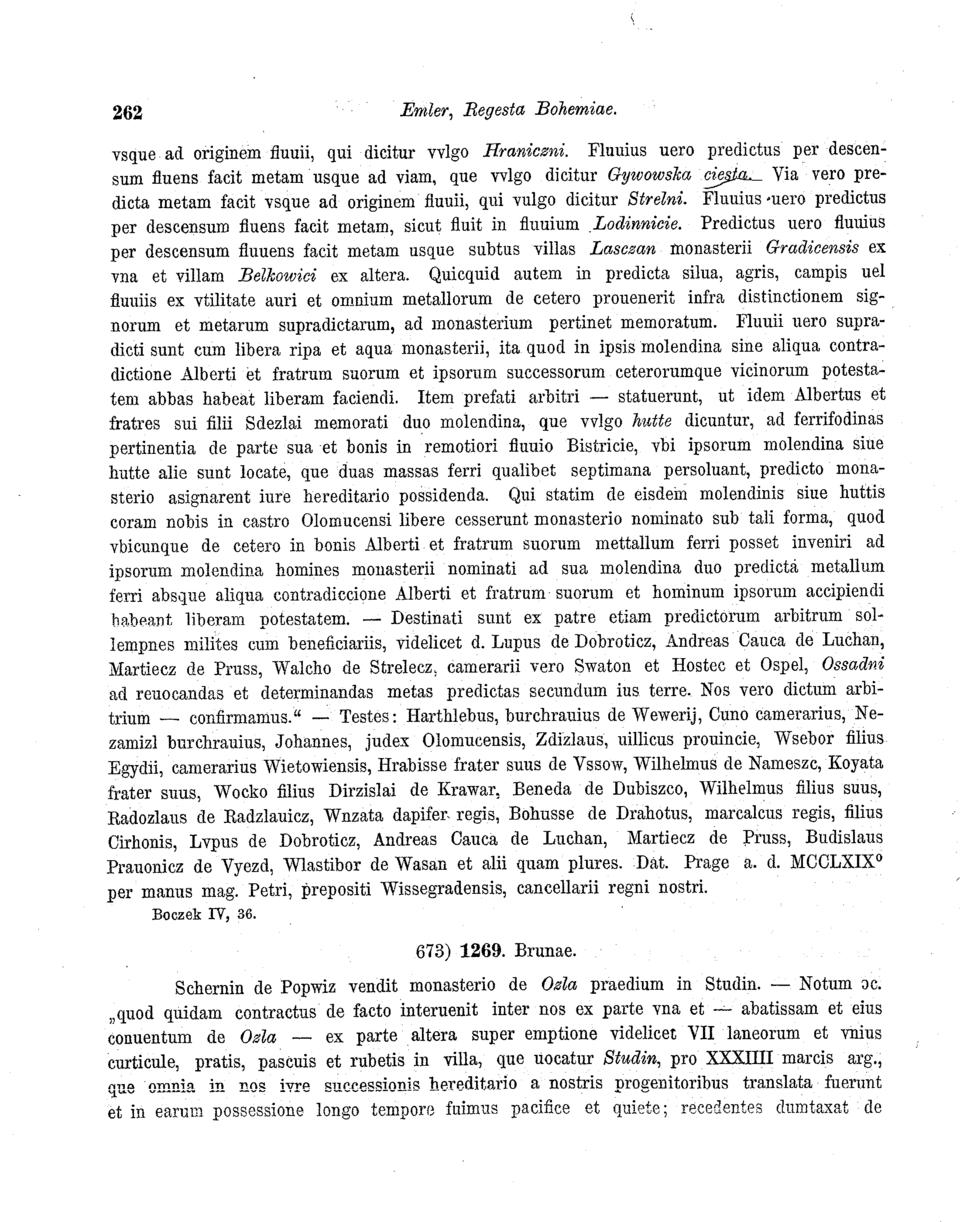 262
Emler, Regesta Bohemiae.
vsque ad originem fluuii, qui dicitur vvlgo Hraniczni. Fluuius uero predictus per descen-
sum fluens facit metam usque ad viam, que vvlgo dicitur Gywowska ciesta. Via vero pre-
dicta metam facit vsque ad originem fluuii, qui vulgo dicitur Strelni. Fluuius uero predictus
per descensum fluens facit metam, sicut fluit in fluuium Lodinnicie. Predictus uero fluuius
per descensum fluuens facit metam usque subtus villas Lasczan monasterii Gradicensis ex
vna et villam Belkowici ex altera. Quicquid autem in predicta silua, agris, campis uel
fluuiis ex vtilitate auri et omnium metallorum de cetero prouenerit infra distinctionem sig-
norum et metarum supradictarum, ad monasterium pertinet memoratum. Fluuii uero supra-
dicti sunt cum libera ripa et aqua monasterii, ita quod in ipsis molendina sine aliqua contra-
dictione Alberti et fratrum suorum et ipsorum successorum ceterorumque vicinorum potesta-
tem abbas habeat liberam faciendi. Item prefati arbitri — statuerunt, ut idem Albertus et
fratres sui filii Sdezlai memorati duo molendina, que vvlgo hutte dicuntur, ad ferrifodinas
pertinentia de parte sua et bonis in remotiori fluuio Bistricie, vbi ipsorum molendina siue
hutte alie sunt locate, que duas massas ferri qualibet septimana persoluant, predicto mona-
sterio asignarent iure hereditario possidenda. Qui statim de eisdem molendinis siue huttis
coram nobis in castro Olomucensi libere cesserunt monasterio nominato sub tali forma, quod
vbicunque de cetero in bonis Alberti et fratrum suorum mettallum ferri posset inveniri ad
ipsorum molendina homines monasterii nominati ad sua molendina duo predicta metallum
ferri absque aliqua contradiccione Alberti et fratrum suorum et hominum ipsorum accipiendi
habeant liberam potestatem. — Destinati sunt ex patre etiam predictorum arbitrum sol-
lempnes milites cum beneficiariis, videlicet d. Lupus de Dobroticz, Andreas Cauca de Luchan,
Martiecz de Pruss, Walcho de Strelecz, camerarii vero Swaton et Hostec et Ospel, Ossadni
ad reuocandas et determinandas metas predictas secundum ius terre. Nos vero dictum arbi-
trium — confirmamus.“ — Testes: Harthlebus, burchrauius de Wewerij, Cuno camerarius, Ne-
zamizl burchrauius, Johannes, judex Olomucensis, Zdizlaus, uillicus prouincie, Wsebor filius
Egydii, camerarius Wietowiensis, Hrabisse frater suus de Vssow, Wilhelmus de Nameszc, Koyata
frater suus, Wocko filius Dirzislai de Krawar, Beneda de Dubiszco, Wilhelmus filius suus,
Radozlaus de Radzlauicz, Wnzata dapifer regis, Bohusse de Drahotus, marcalcus regis, filius
Cirhonis, Lvpus de Dobroticz, Andreas Cauca de Luchan, Martiecz de Pruss, Budislaus
Prauonicz de Vyezd, Wlastibor de Wasan et alii quam plures. Dat. Prage a. d. MCCLXIX⁰
per manus mag. Petri, prepositi Wissegradensis, cancellarii regni nostri.
Boczek IV, 36.
673) 1269. Brunae.
Schernin de Popwiz vendit monasterio de Ozla praedium in Studin. — Notum ɔc.
„quod quidam contractus de facto interuenit inter nos ex parte vna et — abatissam et eius
conuentum de Ozla — ex parte altera super emptione videlicet VII laneorum et vnius
curticule, pratis, pascuis et rubetis in villa, que uocatur Studin, pro XXXIIII marcis arg.,
que omnia in nos ivre successionis hereditario a nostris progenitoribus translata fuerunt
et in earum possessione longo tempore fuimus pacifice et quiete; recedentes dumtaxat de